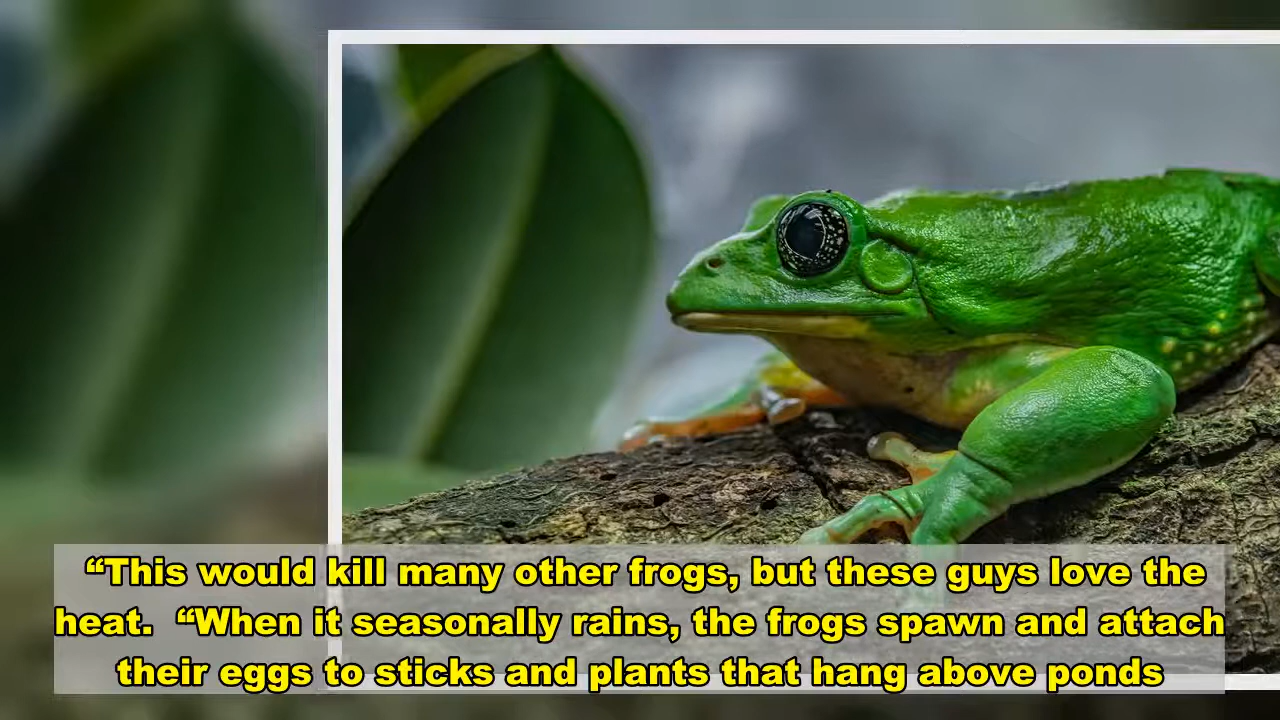 “This would kill many other frogs, but these guys love the
heat.  “When it seasonally rains, the frogs spawn and attach
their eggs to sticks and plants that hang above ponds